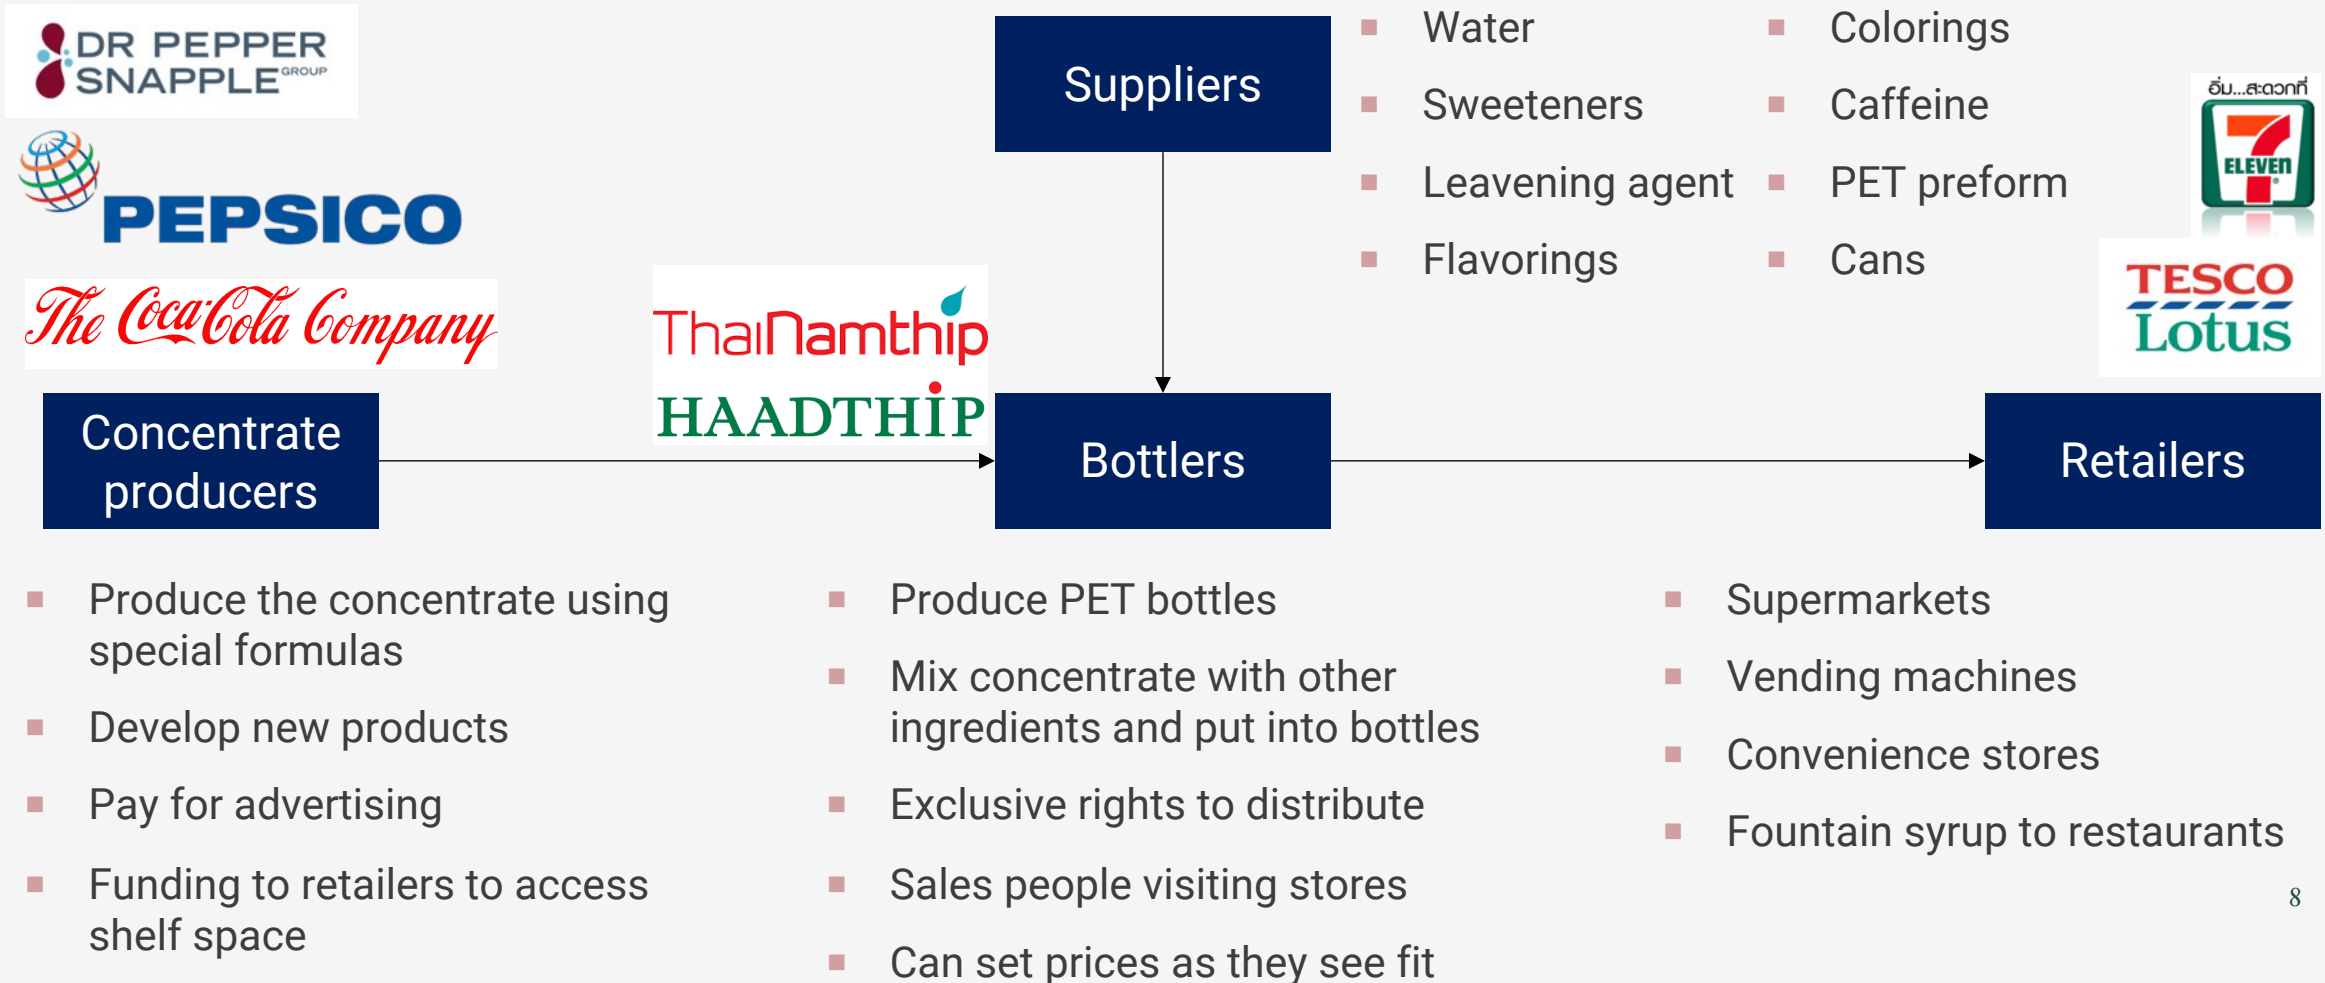 DR PEPPER
SNAPPLE GROUP
PEPSICO
The Coca-Cola Company
ThaiNamthip
HAADTHIP
Suppliers
Water
Sweeteners
Leavening agent
Flavorings
Colorings
Caffeine
PET preform
Cans
อิ่ม...สะดวกที่
7
ELEVEN
TESCO
Lotus
Concentrate
producers
Bottlers
Retailers
Produce the concentrate using
special formulas
Develop new products
Pay for advertising
Funding to retailers to access
shelf space
Produce PET bottles
Mix concentrate with other
ingredients and put into bottles
Exclusive rights to distribute
Sales people visiting stores
Can set prices as they see fit
Supermarkets
Vending machines
Convenience stores
Fountain syrup to restaurants
8